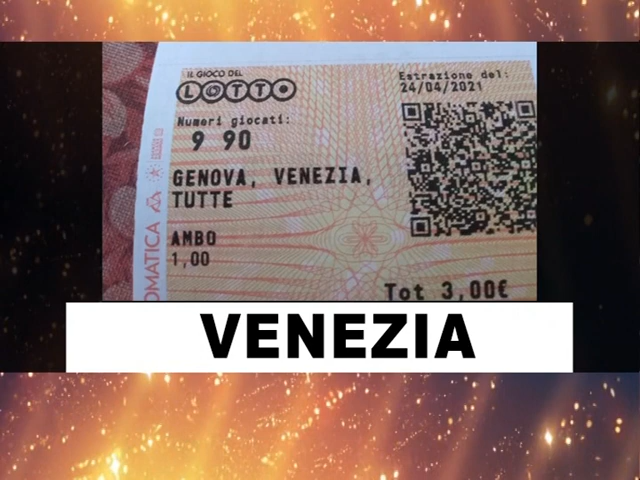 IL GIOCO DEL
LOTTO
Estrazione del:
24/04/2021
Numeri giocati:
9 90
GENOVA, VENEZIA,
TUTTE
AMBO
1,00
Tot 3,00€
OMATICA
VENEZIA